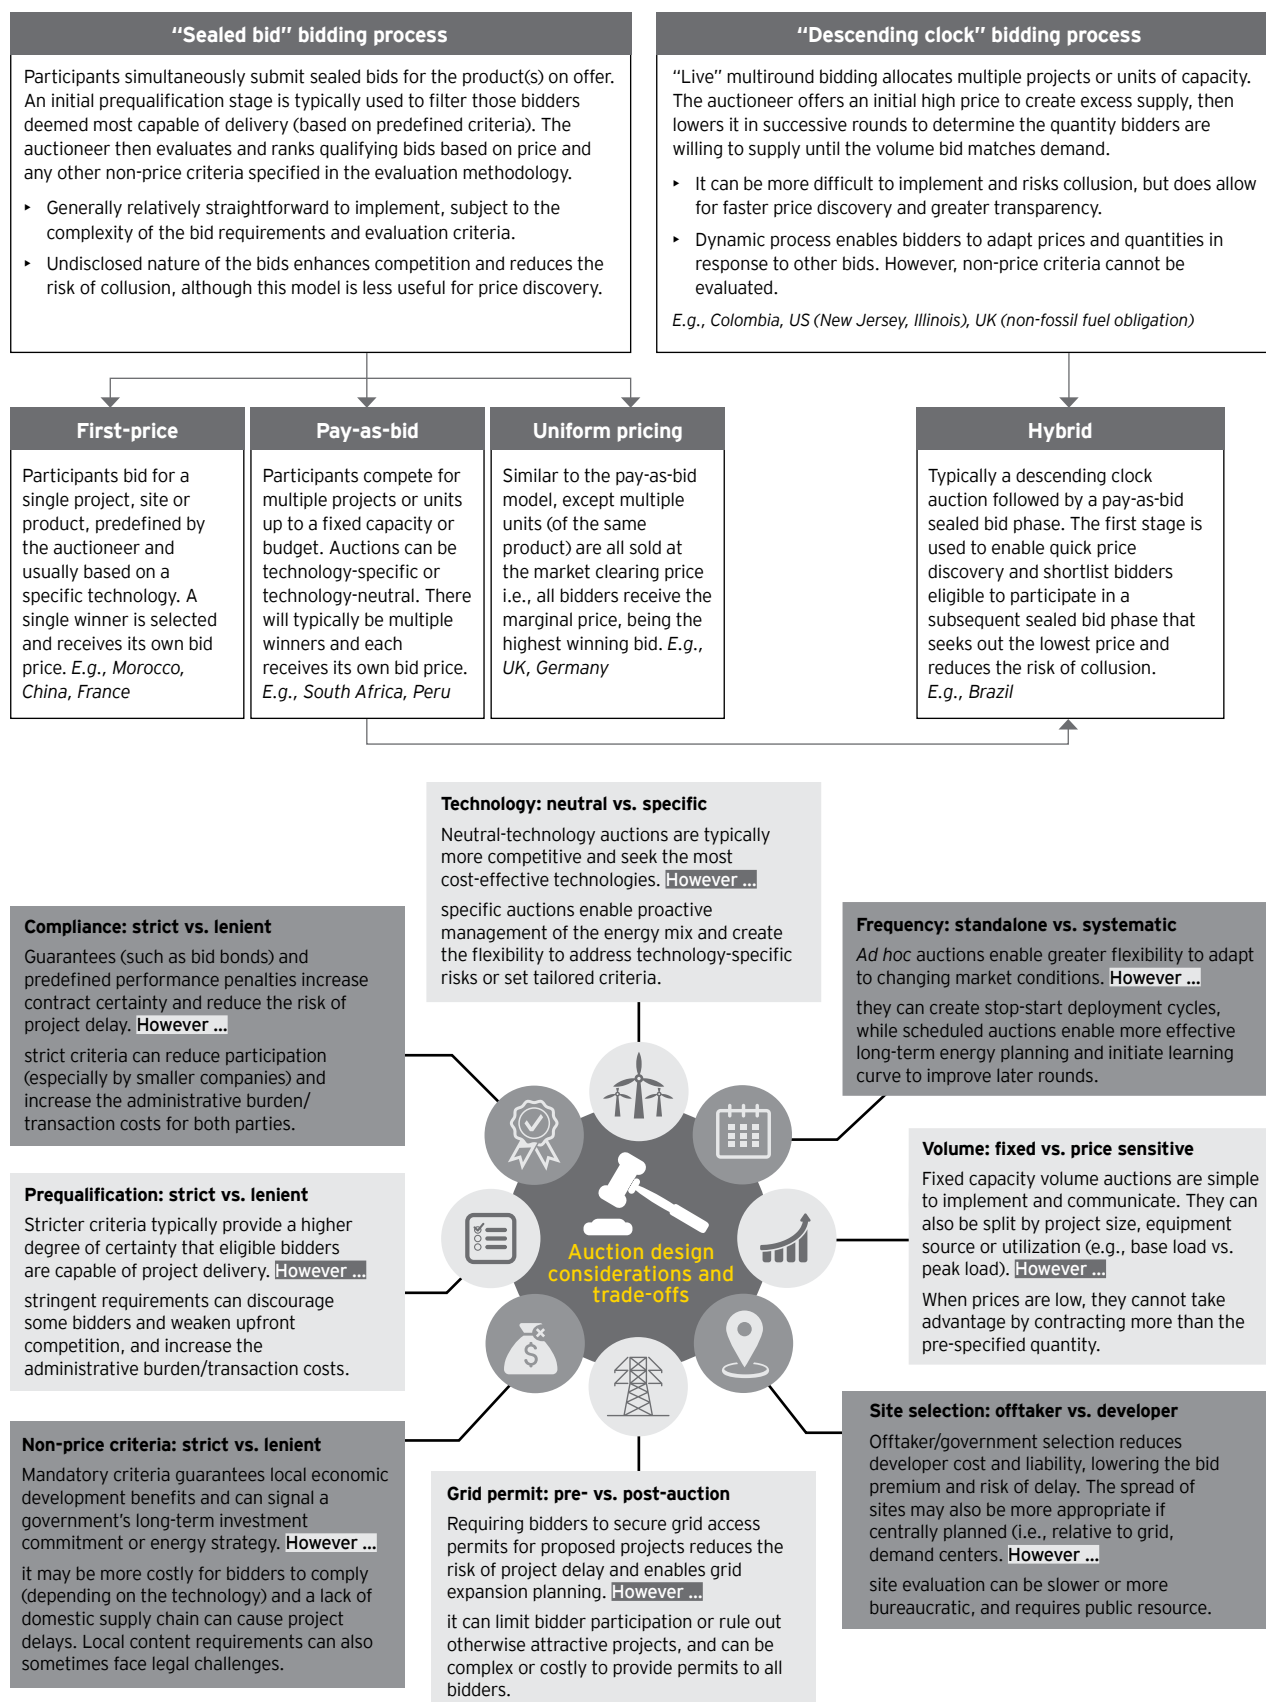 “Sealed bid” bidding process
Participants simultaneously submit sealed bids for the product(s) on offer.
An initial prequalification stage is typically used to filter those bidders
deemed most capable of delivery (based on predefined criteria). The
auctioneer then evaluates and ranks qualifying bids based on price and
any other non-price criteria specified in the evaluation methodology.
‣ Generally relatively straightforward to implement, subject to the
complexity of the bid requirements and evaluation criteria.
‣ Undisclosed nature of the bids enhances competition and reduces the
risk of collusion, although this model is less useful for price discovery.
“Descending clock” bidding process
“Live” multiround bidding allocates multiple projects or units of capacity.
The auctioneer offers an initial high price to create excess supply, then
lowers it in successive rounds to determine the quantity bidders are
willing to supply until the volume bid matches demand.
‣ It can be more difficult to implement and risks collusion, but does allow
for faster price discovery and greater transparency.
‣ Dynamic process enables bidders to adapt prices and quantities in
response to other bids. However, non-price criteria cannot be
evaluated.
E.g., Colombia, US (New Jersey, Illinois), UK (non-fossil fuel obligation)
First-price
Participants bid for a
single project, site or
product, predefined by
the auctioneer and
usually based on a
specific technology. A
single winner is selected
and receives its own bid
price. E.g., Morocco,
China, France
Pay-as-bid
Participants compete for
multiple projects or units
up to a fixed capacity or
budget. Auctions can be
technology-specific or
technology-neutral. There
will typically be multiple
winners and each
receives its own bid price.
E.g., South Africa, Peru
Uniform pricing
Similar to the pay-as-bid
model, except multiple
units (of the same
product) are all sold at
the market clearing price
i.e., all bidders receive the
marginal price, being the
highest winning bid. E.g.,
UK, Germany
Hybrid
Typically a descending clock
auction followed by a pay-as-bid
sealed bid phase. The first stage is
used to enable quick price
discovery and shortlist bidders
eligible to participate in a
subsequent sealed bid phase that
seeks out the lowest price and
reduces the risk of collusion.
E.g., Brazil
Technology: neutral vs. specific
Neutral-technology auctions are typically
more competitive and seek the most
cost-effective technologies. However ...
specific auctions enable proactive
management of the energy mix and create
the flexibility to address technology-specific
risks or set tailored criteria.
Compliance: strict vs. lenient
Guarantees (such as bid bonds) and
predefined performance penalties increase
contract certainty and reduce the risk of
project delay. However ...
strict criteria can reduce participation
(especially by smaller companies) and
increase the administrative burden/
transaction costs for both parties.
Frequency: standalone vs. systematic
Ad hoc auctions enable greater flexibility to adapt
to changing market conditions. However ...
they can create stop-start deployment cycles,
while scheduled auctions enable more effective
long-term energy planning and initiate learning
curve to improve later rounds.
Prequalification: strict vs. lenient
Stricter criteria typically provide a higher
degree of certainty that eligible bidders
are capable of project delivery. However ...
stringent requirements can discourage
some bidders and weaken upfront
competition, and increase the
administrative burden/transaction costs.
Auction design
considerations and
trade-offs
$
Volume: fixed vs. price sensitive
Fixed capacity volume auctions are simple
to implement and communicate. They can
also be split by project size, equipment
source or utilization (e.g., base load vs.
peak load). However ...
When prices are low, they cannot take
advantage by contracting more than the
pre-specified quantity.
Non-price criteria: strict vs. lenient
Mandatory criteria guarantees local economic
development benefits and can signal a
government’s long-term investment
commitment or energy strategy. However ...
it may be more costly for bidders to comply
(depending on the technology) and a lack of
domestic supply chain can cause project
delays. Local content requirements can also
sometimes face legal challenges.
Grid permit: pre- vs. post-auction
Requiring bidders to secure grid access
permits for proposed projects reduces the
risk of project delay and enables grid
expansion planning. However ...
it can limit bidder participation or rule out
otherwise attractive projects, and can be
complex or costly to provide permits to all
bidders.
Site selection: offtaker vs. developer
Offtaker/government selection reduces
developer cost and liability, lowering the bid
premium and risk of delay. The spread of
sites may also be more appropriate if
centrally planned (i.e., relative to grid,
demand centers. However ...
site evaluation can be slower or more
bureaucratic, and requires public resource.